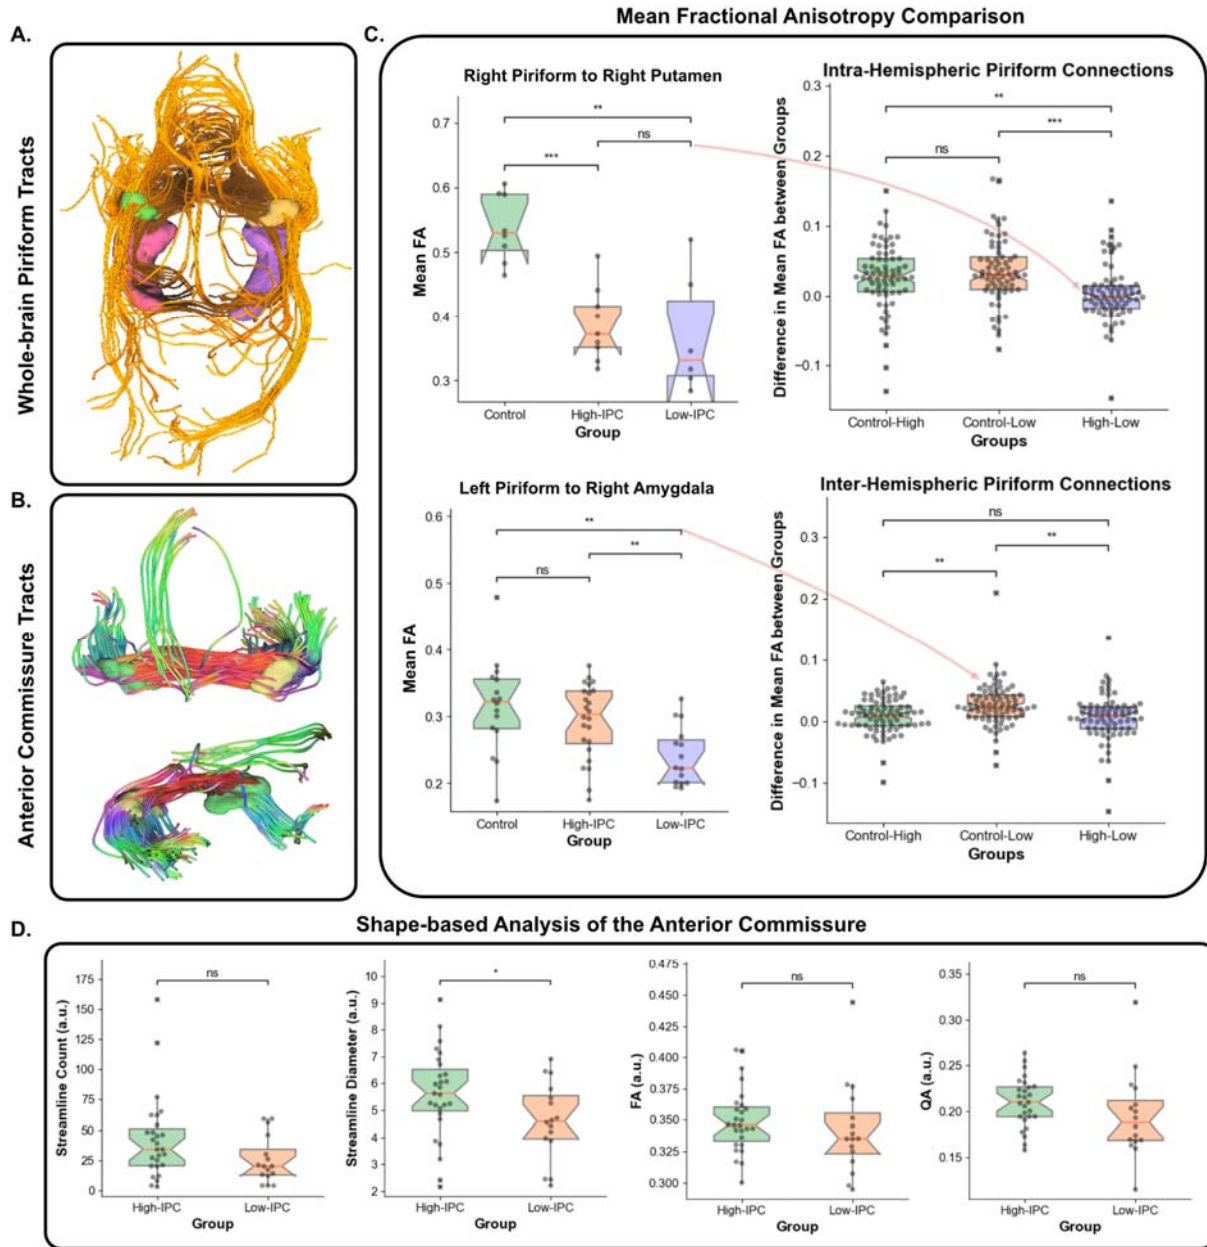 Mean Fractional Anisotropy Comparison
A.
Whole-brain Piriform Tracts
B.
Anterior Commissure Tracts
C.
Right Piriform to Right Putamen
Mean FA
0.7
0.6
0.5
0.4
0.3
**
ns
***
Control
High-IPC
Low-IPC
Group
Intra-Hemispheric Piriform Connections
Difference in Mean FA between Groups
0.3
0.2
0.1
0.0
−0.1
**
***
ns
Control-High
Control-Low
High-Low
Groups
Left Piriform to Right Amygdala
Mean FA
0.6
0.5
0.4
0.3
0.2
**
**
ns
Control
High-IPC
Low-IPC
Group
Inter-Hemispheric Piriform Connections
Difference in Mean FA between Groups
0.3
0.2
0.1
0.0
−0.1
ns
**
**
Control-High
Control-Low
High-Low
Groups
D.
Shape-based Analysis of the Anterior Commissure
Streamline Count (a.u.)
175
150
125
100
75
50
25
0
ns
High-IPC
Low-IPC
Group
Streamline Diameter (a.u.)
10
9
8
7
6
5
4
3
2
*
High-IPC
Low-IPC
Group
FA (a.u.)
0.475
0.450
0.425
0.400
0.375
0.350
0.325
0.300
ns
High-IPC
Low-IPC
Group
QA (a.u.)
0.35
0.30
0.25
0.20
0.15
ns
High-IPC
Low-IPC
Group